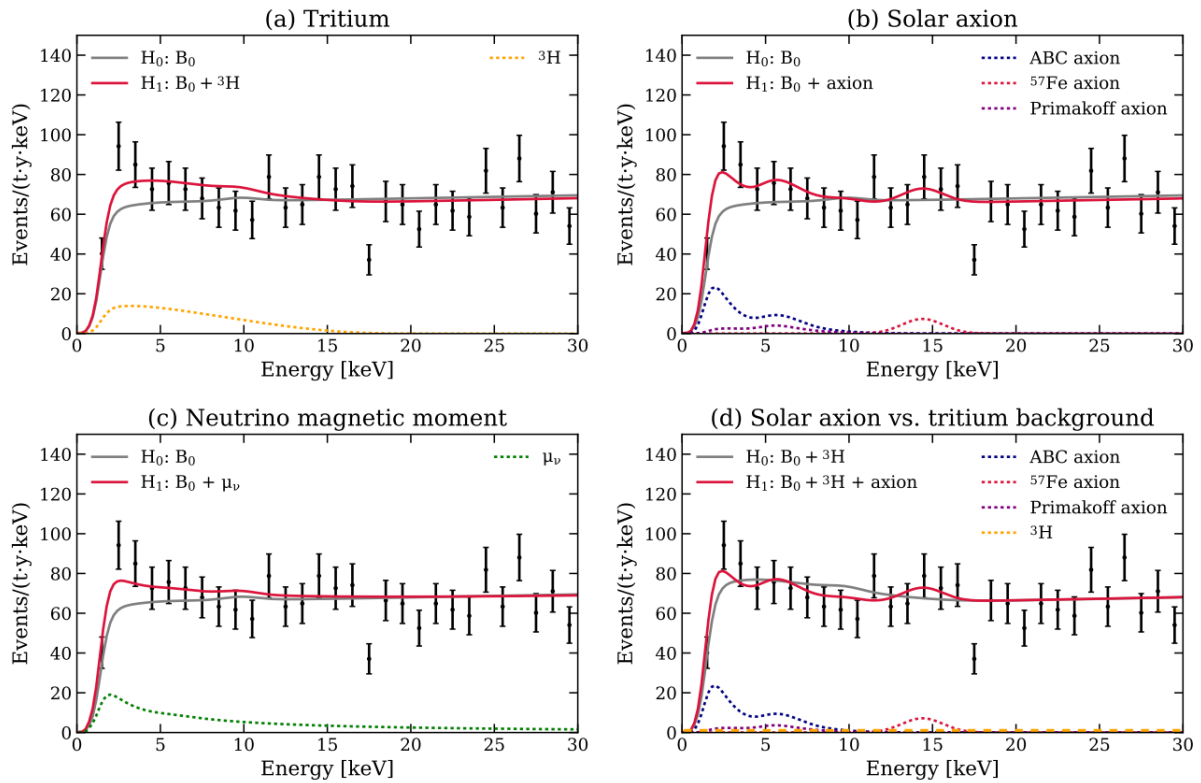 (a) Tritium
H₀: B₀
H₁: B₀ + ³H
³H
Events/(t·y·keV)
140
120
100
80
60
40
20
0
0 5 10 15 20 25 30
Energy [keV]
(b) Solar axion
H₀: B₀
H₁: B₀ + axion
ABC axion
⁵⁷Fe axion
Primakoff axion
Events/(t·y·keV)
140
120
100
80
60
40
20
0
0 5 10 15 20 25 30
Energy [keV]
(c) Neutrino magnetic moment
H₀: B₀
H₁: B₀ + μᵥ
μᵥ
Events/(t·y·keV)
140
120
100
80
60
40
20
0
0 5 10 15 20 25 30
Energy [keV]
(d) Solar axion vs. tritium background
H₀: B₀ + ³H
H₁: B₀ + ³H + axion
ABC axion
⁵⁷Fe axion
Primakoff axion
³H
Events/(t·y·keV)
140
120
100
80
60
40
20
0
0 5 10 15 20 25 30
Energy [keV]